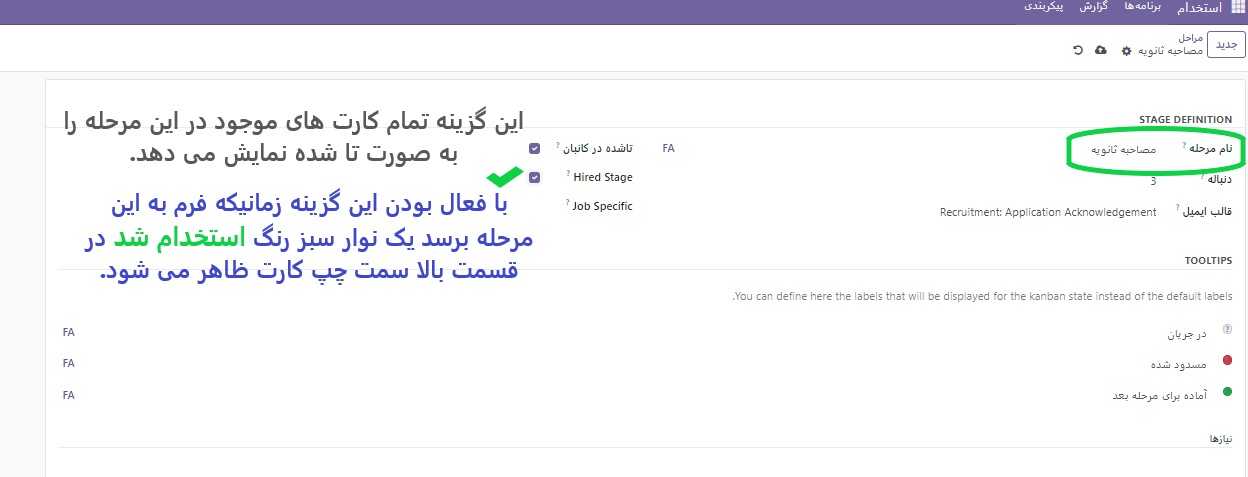 استخدام برنامه‌ها گزارش پیکربندی
جدید
مراحل
مصاحبه ثانویه
STAGE DEFINITION
نام مرحله ?
مصاحبه ثانویه
FA
دنباله ?
3
قالب ایمیل ?
Recruitment: Application Acknowledgement
تاشده در کانبان ?
Hired Stage ?
Job Specific ?
این گزینه تمام کارت های موجود در این مرحله را
به صورت تا شده نمایش می دهد.
با فعال بودن این گزینه زمانیکه فرم به این
مرحله برسد یک نوار سبز رنگ استخدام شد در
قسمت بالا سمت چپ کارت ظاهر می شود.
TOOLTIPS
You can define here the labels that will be displayed for the kanban state instead of the default labels.
در جریان
FA
مسدود شده
FA
آماده برای مرحله بعد
FA
نیازها